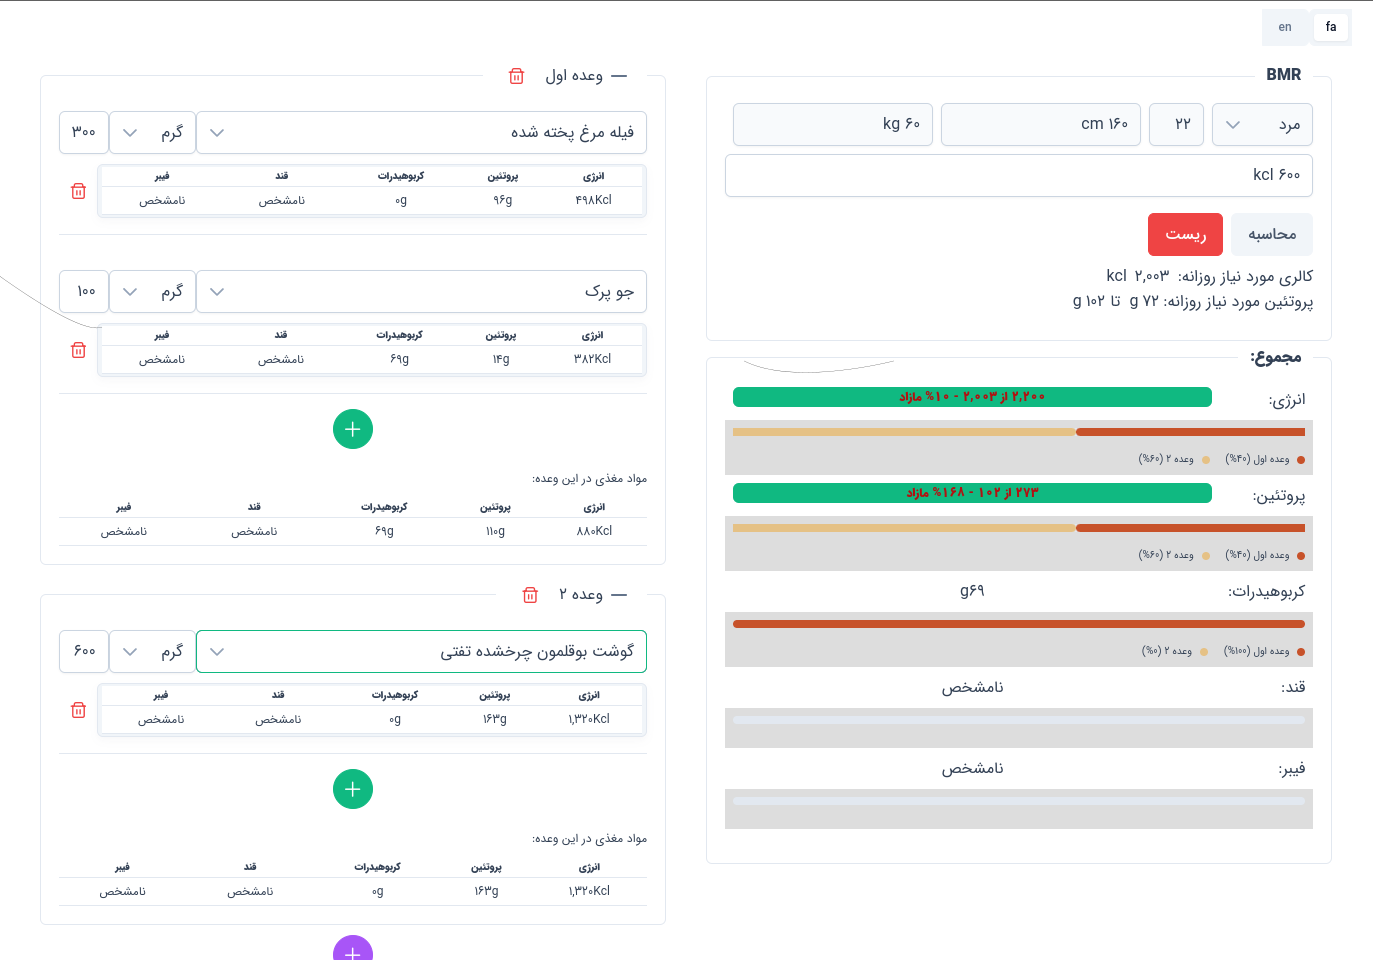 fa en
BMR
مرد ۲۲ ۱۶۰ cm ۶۰ kg
۶۰۰ kcl
محاسبه ریست
کالری مورد نیاز روزانه: ۲,۰۰۳ kcl
پروتئین مورد نیاز روزانه: ۷۲ g تا ۱۰۲ g
مجموع:
انرژی: ۲,۲۰۰ از ۲,۰۰۳ - ۱۰% مازاد
وعده اول (۴۰%) وعده ۲ (۶۰%)
پروتئین: ۲۷۳ از ۱۰۲ - ۱۶۸% مازاد
وعده اول (۴۰%) وعده ۲ (۶۰%)
کربوهیدرات: ۶۹g
وعده اول (۱۰۰%) وعده ۲ (۰%)
قند: نامشخص
فیبر: نامشخص
وعده اول
فیله مرغ پخته شده گرم ۳۰۰
انرژی پروتئین کربوهیدرات قند فیبر
۴۹۸Kcl ۹۶g ۰g نامشخص نامشخص
جو پرک گرم ۱۰۰
انرژی پروتئین کربوهیدرات قند فیبر
۳۸۲Kcl ۱۴g ۶۹g نامشخص نامشخص
مواد مغذی در این وعده:
انرژی پروتئین کربوهیدرات قند فیبر
۸۸۰Kcl ۱۱۰g ۶۹g نامشخص نامشخص
وعده ۲
گوشت بوقلمون چرخشده تفتی گرم ۶۰۰
انرژی پروتئین کربوهیدرات قند فیبر
۱,۳۲۰Kcl ۱۶۳g ۰g نامشخص نامشخص
مواد مغذی در این وعده:
انرژی پروتئین کربوهیدرات قند فیبر
۱,۳۲۰Kcl ۱۶۳g ۰g نامشخص نامشخص